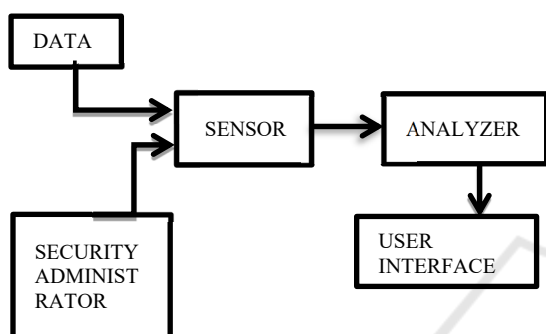 DATA
SENSOR
ANALYZER
SECURITY
ADMINIST
RATOR
USER
INTERFACE